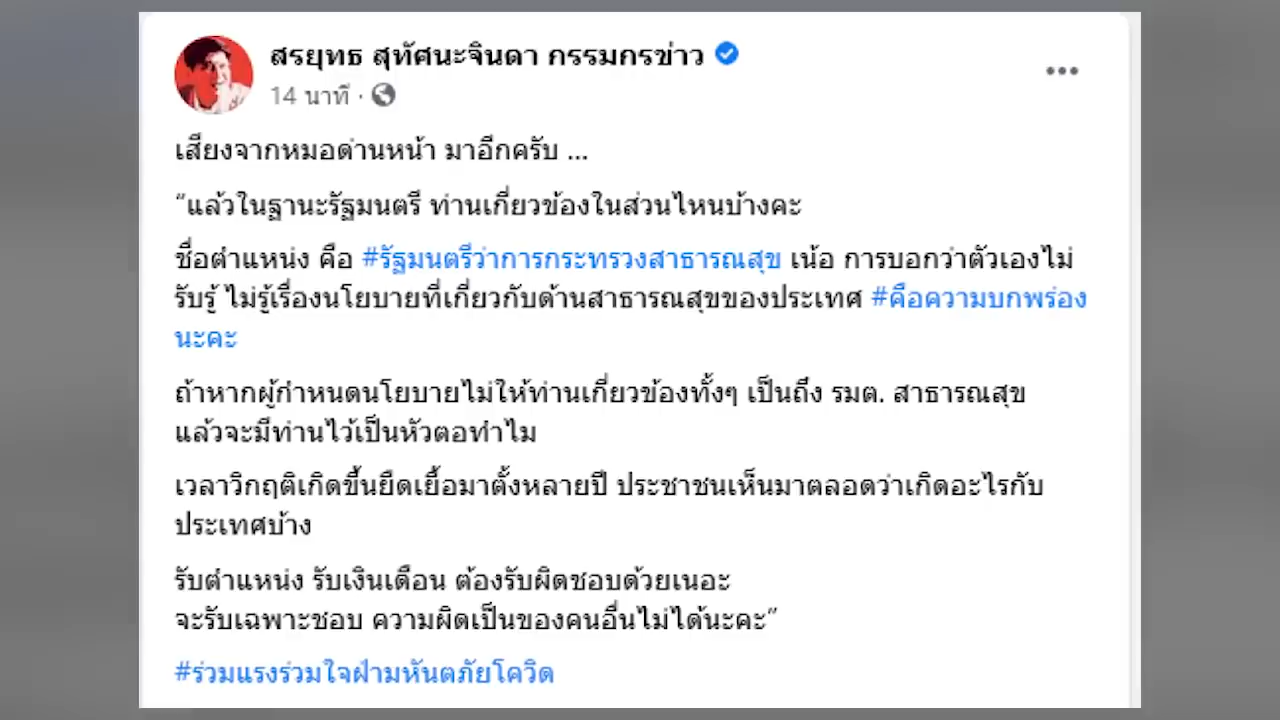 สรยุทธ สุทัศนะจินดา กรรมกรข่าว
14 นาที ·
เสียงจากหมอด่านหน้า มาอีกครับ ...
“แล้วในฐานะรัฐมนตรี ท่านเกี่ยวข้องในส่วนไหนบ้างคะ
ชื่อตำแหน่ง คือ #รัฐมนตรีว่าการกระทรวงสาธารณสุข เน้อ การบอกว่าตัวเองไม่
รับรู้ ไม่รู้เรื่องนโยบายที่เกี่ยวกับด้านสาธารณสุขของประเทศ #คือความบกพร่อง
นะคะ
ถ้าหากผู้กำหนดนโยบายไม่ให้ท่านเกี่ยวข้องทั้งๆ เป็นถึง รมต. สาธารณสุข
แล้วจะมีท่านไว้เป็นหัวตอทำไม
เวลาวิกฤติเกิดขึ้นยืดเยื้อมาตั้งหลายปี ประชาชนเห็นมาตลอดว่าเกิดอะไรกับ
ประเทศบ้าง
รับตำแหน่ง รับเงินเดือน ต้องรับผิดชอบด้วยเนอะ
จะรับเฉพาะชอบ ความผิดเป็นของคนอื่นไม่ได้นะคะ”
#ร่วมแรงร่วมใจฝ่ามหันตภัยโควิด